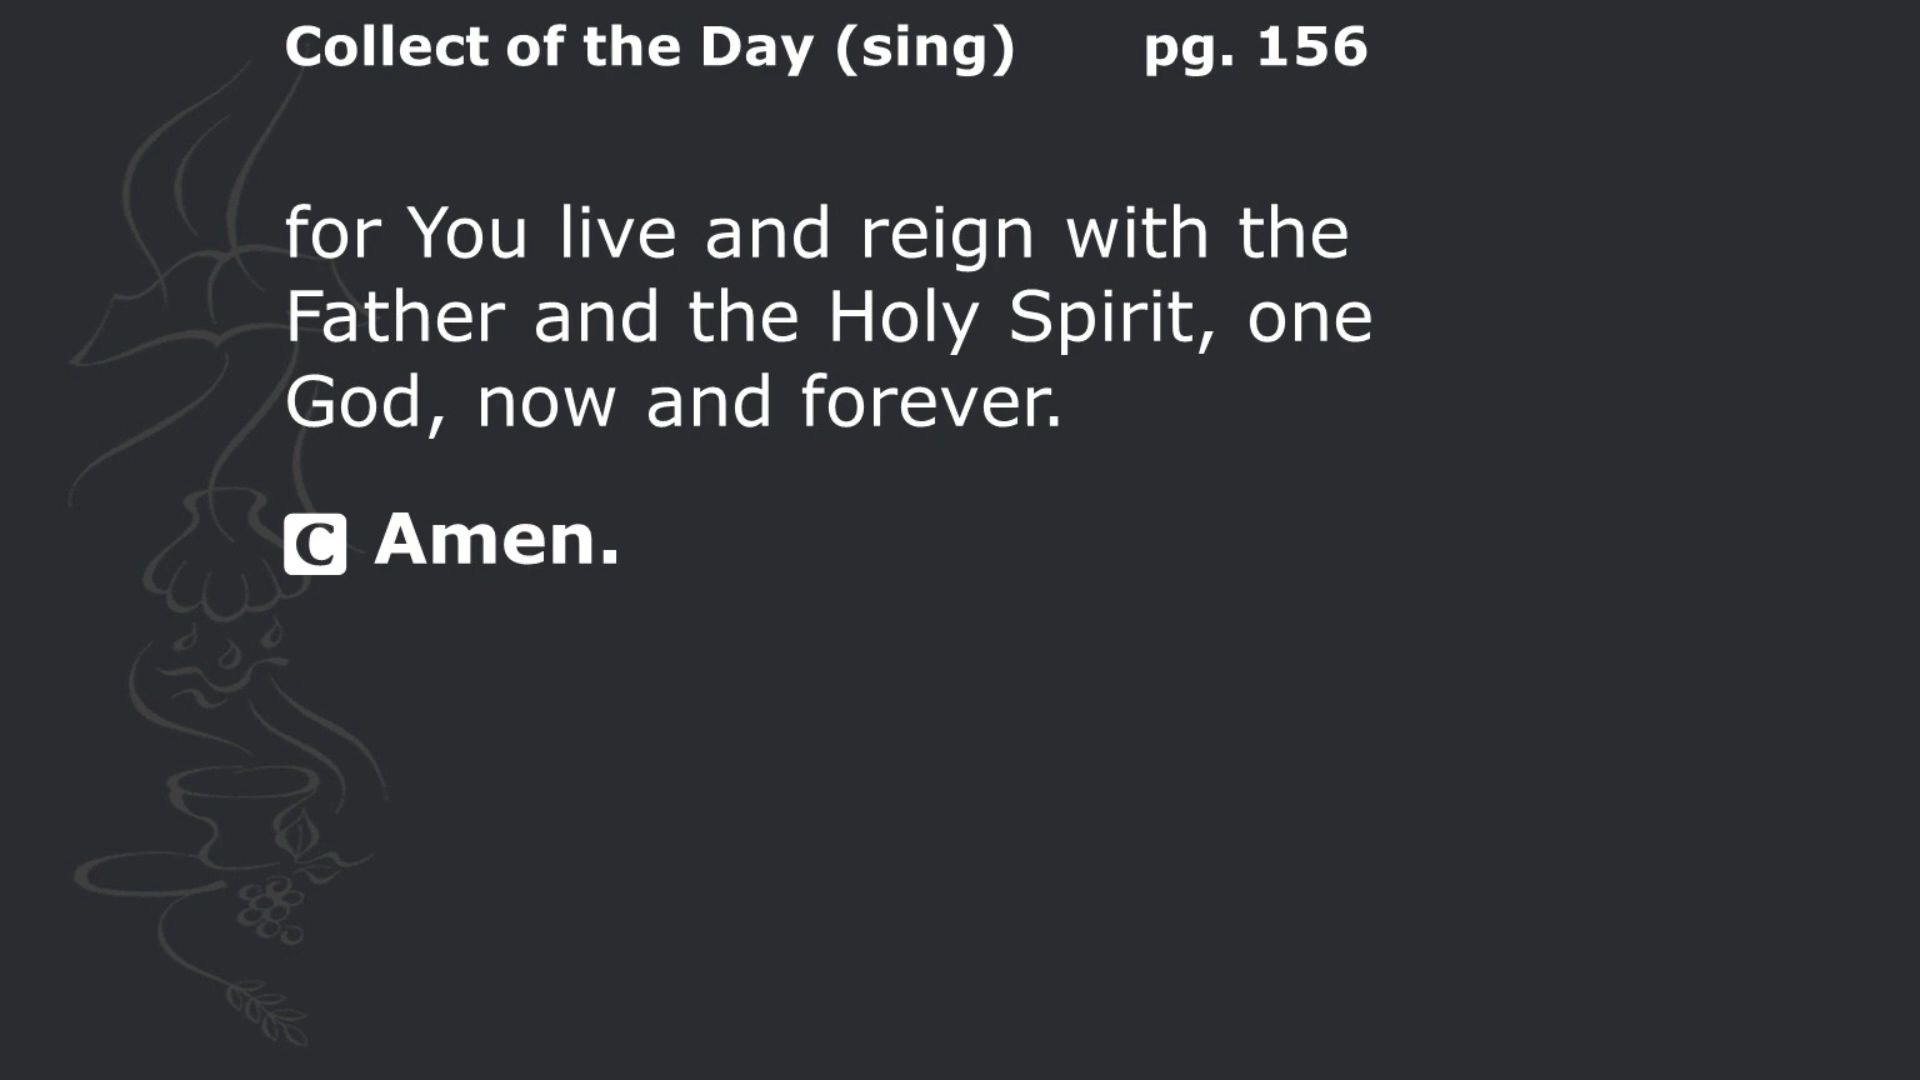 Collect of the Day (sing) pg. 156
for You live and reign with the
Father and the Holy Spirit, one
God, now and forever.
C Amen.